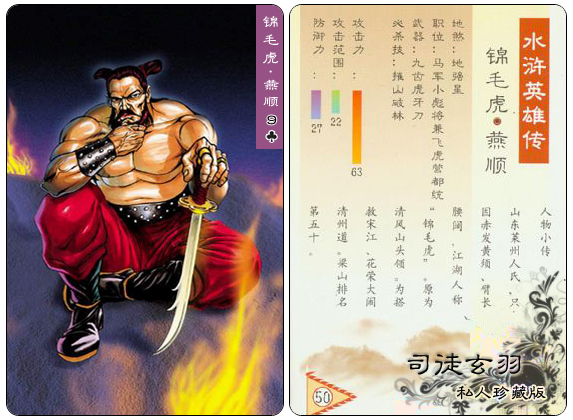 锦毛虎·燕顺 9♣
水浒英雄传
锦毛虎·燕顺
地煞：地强星
职位：马军小彪将兼飞虎营都统
武器：九齿虎牙刀
必杀技：推山破林
攻击力：63
攻击范围：22
防御力：27
人物小传
山东莱州人氏，只
因赤发黄须、臂长
腰阔，江湖人称
“锦毛虎”。原为
清风山头领。为搭
救宋江、花荣大闹
清州道。梁山排名
第五十。
50
司徒玄羽
私人珍藏版